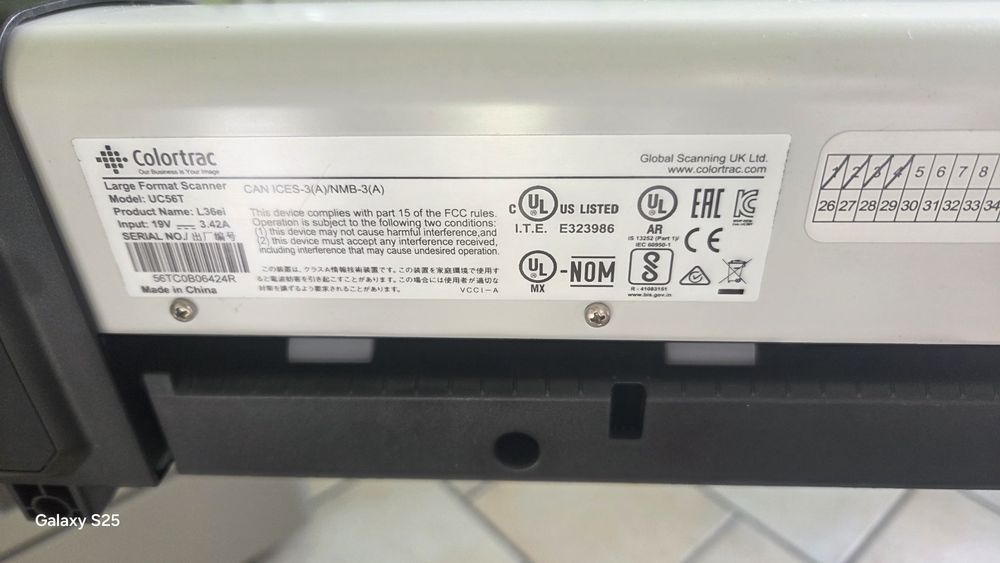 Colortrac
Our Business is Your Image
Global Scanning UK Ltd.
www.colortrac.com
Large Format Scanner
Model: UC56T
Product Name: L36ei
Input: 19V 3.42A
SERIAL NO./ 出厂编号
56TC0B06424R
Made in China
CAN ICES-3(A)/NMB-3(A)
This device complies with part 15 of the FCC rules.
Operation is subject to the following two conditions:
(1) this device may not cause harmful interference,and
(2) this device must accept any interference received,
including interference that may cause undesired operation.
この装置は、クラスA情報技術装置です。この装置を家庭環境で使用す
ると電波妨害を引き起こすことがあります。この場合には使用者が適切な
対策を講ずるよう要求されることがあります。 VCCI-A
C UL US LISTED
I.T.E. E323986
UL
MX
-NOM
UL
AR
IS 13252 (Part 1)/
IEC 60950-1
R - 41083151
www.bis.gov.in
EAC
CE
1 2 3 4 5 6 7 8
26 27 28 29 30 31 32 33 34
Galaxy S25